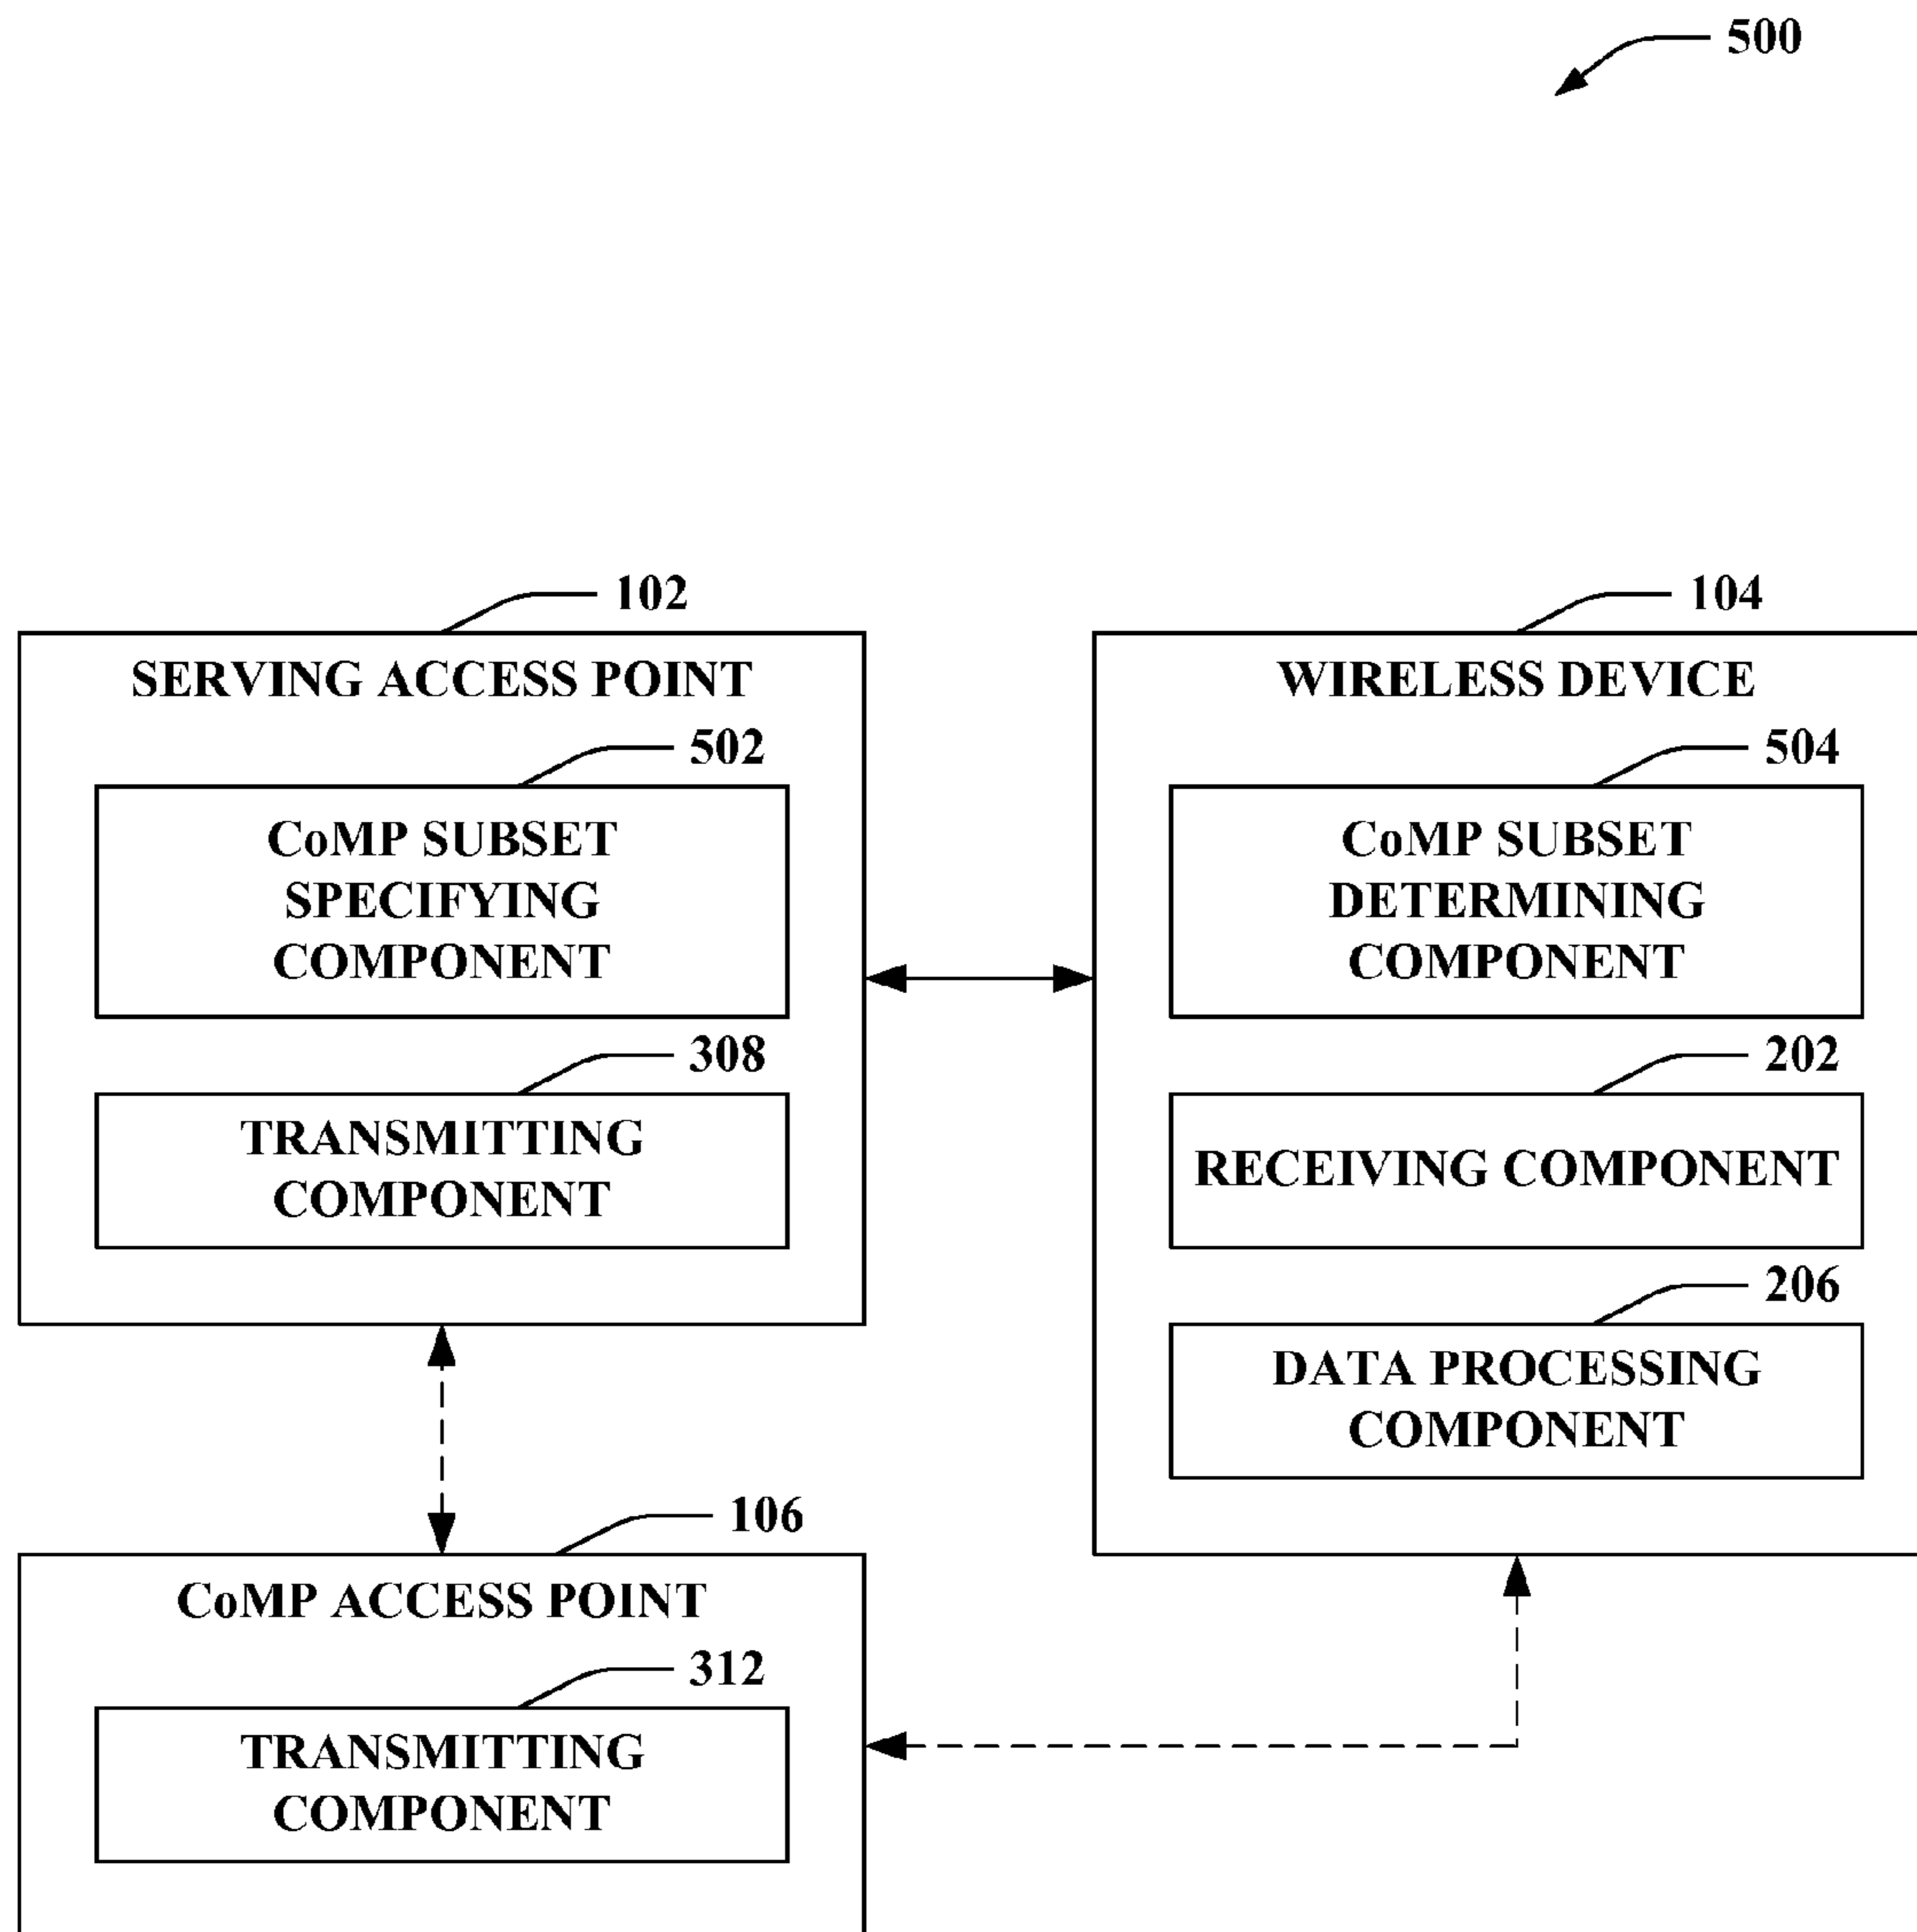 500
102
SERVING ACCESS POINT
502
CoMP SUBSET
SPECIFYING
COMPONENT
308
TRANSMITTING
COMPONENT
104
WIRELESS DEVICE
504
CoMP SUBSET
DETERMINING
COMPONENT
202
RECEIVING COMPONENT
206
DATA PROCESSING
COMPONENT
106
CoMP ACCESS POINT
312
TRANSMITTING
COMPONENT